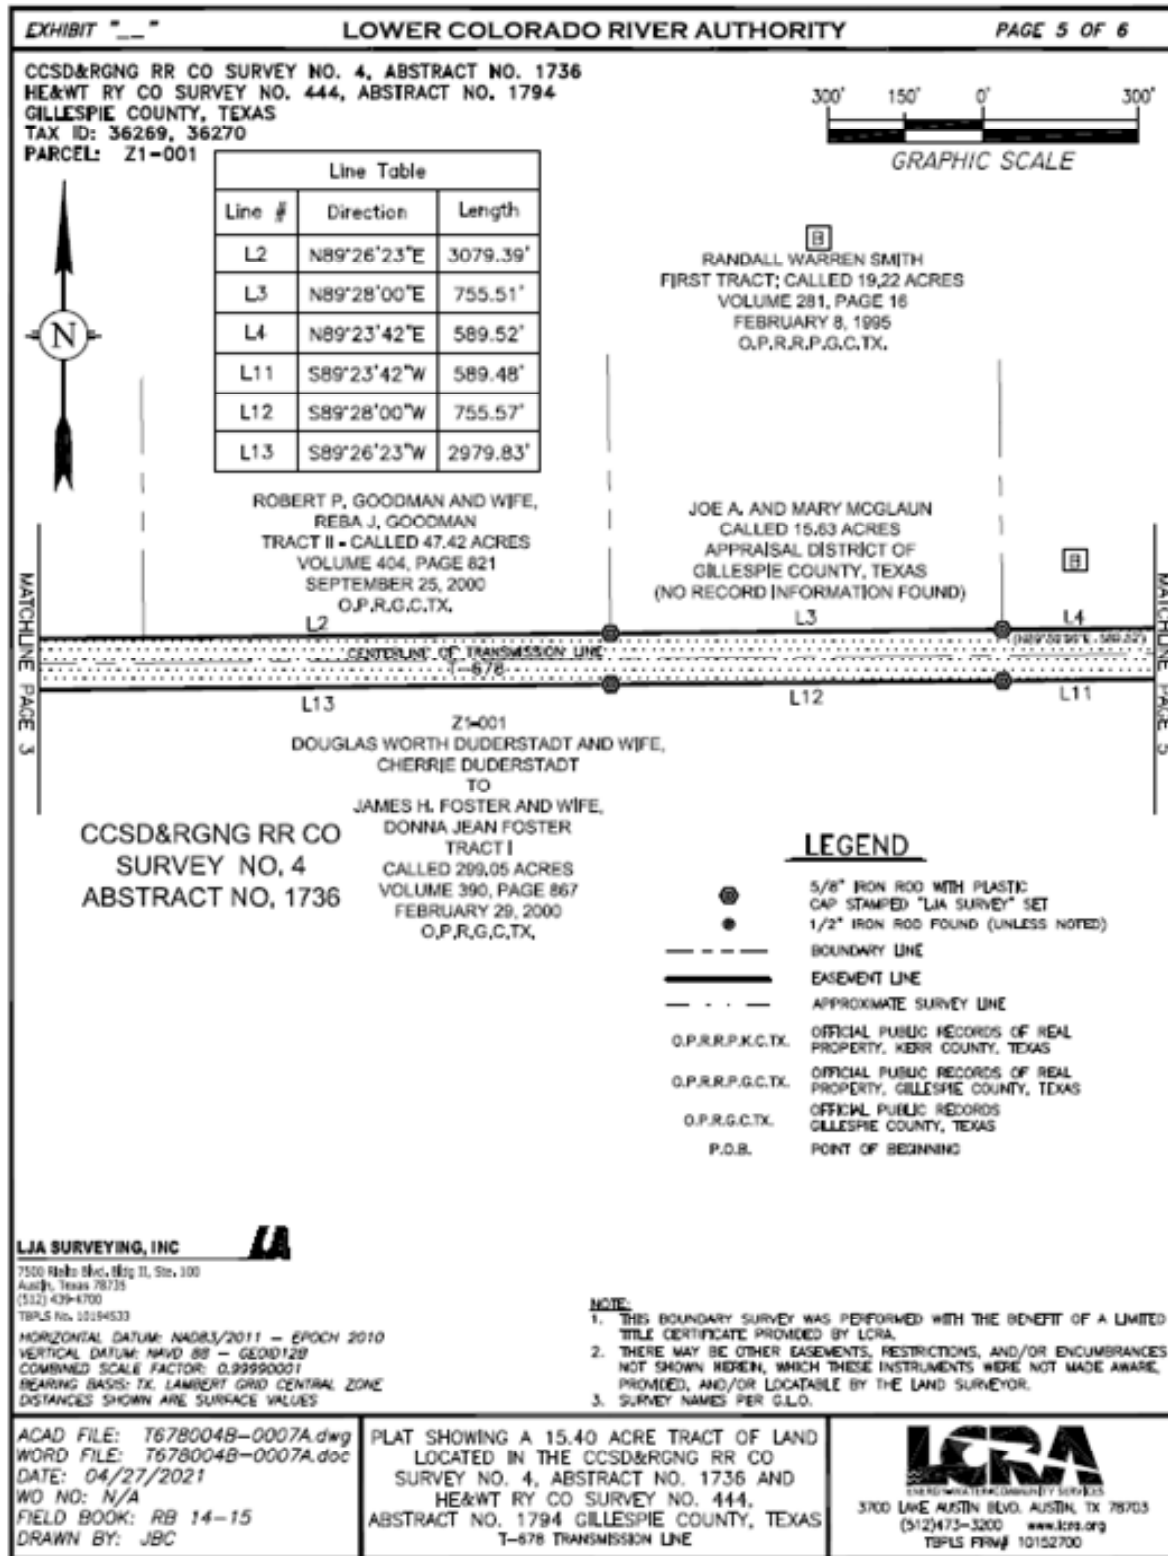 EXHIBIT "__"
LOWER COLORADO RIVER AUTHORITY
PAGE 5 OF 6
CCSD&RGNG RR CO SURVEY NO. 4, ABSTRACT NO. 1736
HE&WT RY CO SURVEY NO. 444, ABSTRACT NO. 1794
GILLESPIE COUNTY, TEXAS
TAX ID: 36269, 36270
PARCEL: Z1-001
300' 150' 0' 300'
GRAPHIC SCALE
Line Table
Line # Direction Length
L2 N89°26'23"E 3079.39'
L3 N89°28'00"E 755.51'
L4 N89°23'42"E 589.52'
L11 S89°23'42"W 589.48'
L12 S89°28'00"W 755.57'
L13 S89°26'23"W 2979.83'
N
B
RANDALL WARREN SMITH
FIRST TRACT; CALLED 19.22 ACRES
VOLUME 281, PAGE 16
FEBRUARY 8, 1995
O.P.R.R.P.G.C.TX.
ROBERT P. GOODMAN AND WIFE,
REBA J. GOODMAN
TRACT II - CALLED 47.42 ACRES
VOLUME 404, PAGE 821
SEPTEMBER 25, 2000
O.P.R.G.C.TX.
JOE A. AND MARY MCGLAUN
CALLED 15.63 ACRES
APPRAISAL DISTRICT OF
GILLESPIE COUNTY, TEXAS
(NO RECORD INFORMATION FOUND)
B
MATCHLINE PAGE 3
MATCHLINE PAGE 5
L2
L3
L4
CENTERLINE OF TRANSMISSION LINE
T-678
L13
L12
L11
Z1-001
DOUGLAS WORTH DUDERSTADT AND WIFE,
CHERRIE DUDERSTADT
TO
JAMES H. FOSTER AND WIFE,
DONNA JEAN FOSTER
TRACT I
CALLED 299.05 ACRES
VOLUME 390, PAGE 867
FEBRUARY 29, 2000
O.P.R.G.C.TX.
CCSD&RGNG RR CO
SURVEY NO. 4
ABSTRACT NO. 1736
LEGEND
5/8" IRON ROD WITH PLASTIC
CAP STAMPED "LJA SURVEY" SET
1/2" IRON ROD FOUND (UNLESS NOTED)
BOUNDARY LINE
EASEMENT LINE
APPROXIMATE SURVEY LINE
O.P.R.R.P.K.C.TX. OFFICIAL PUBLIC RECORDS OF REAL
PROPERTY, KERR COUNTY, TEXAS
O.P.R.R.P.G.C.TX. OFFICIAL PUBLIC RECORDS OF REAL
PROPERTY, GILLESPIE COUNTY, TEXAS
O.P.R.G.C.TX. OFFICIAL PUBLIC RECORDS
GILLESPIE COUNTY, TEXAS
P.O.B. POINT OF BEGINNING
LJA SURVEYING, INC
LJA
7500 Rialto Blvd. Bldg II, Ste. 100
Austin, Texas 78735
(512) 439-4700
TBPLS No. 10194533
HORIZONTAL DATUM: NAD83/2011 - EPOCH 2010
VERTICAL DATUM: NAVD 88 - GEOID12B
COMBINED SCALE FACTOR: 0.99990001
BEARING BASIS: TX. LAMBERT GRID CENTRAL ZONE
DISTANCES SHOWN ARE SURFACE VALUES
NOTE:
1. THIS BOUNDARY SURVEY WAS PERFORMED WITH THE BENEFIT OF A LIMITED
TITLE CERTIFICATE PROVIDED BY LCRA.
2. THERE MAY BE OTHER EASEMENTS, RESTRICTIONS, AND/OR ENCUMBRANCES
NOT SHOWN HEREIN, WHICH THESE INSTRUMENTS WERE NOT MADE AWARE,
PROVIDED, AND/OR LOCATABLE BY THE LAND SURVEYOR.
3. SURVEY NAMES PER G.L.O.
ACAD FILE: T678004B-0007A.dwg
WORD FILE: T678004B-0007A.doc
DATE: 04/27/2021
WO NO: N/A
FIELD BOOK: RB 14-15
DRAWN BY: JBC
PLAT SHOWING A 15.40 ACRE TRACT OF LAND
LOCATED IN THE CCSD&RGNG RR CO
SURVEY NO. 4, ABSTRACT NO. 1736 AND
HE&WT RY CO SURVEY NO. 444,
ABSTRACT NO. 1794 GILLESPIE COUNTY, TEXAS
T-678 TRANSMISSION LINE
LCRA
ENERGY•WATER•COMMUNITY SERVICES
3700 LAKE AUSTIN BLVD. AUSTIN, TX 78703
(512)473-3200 www.lcra.org
TBPLS FIRM# 10152700